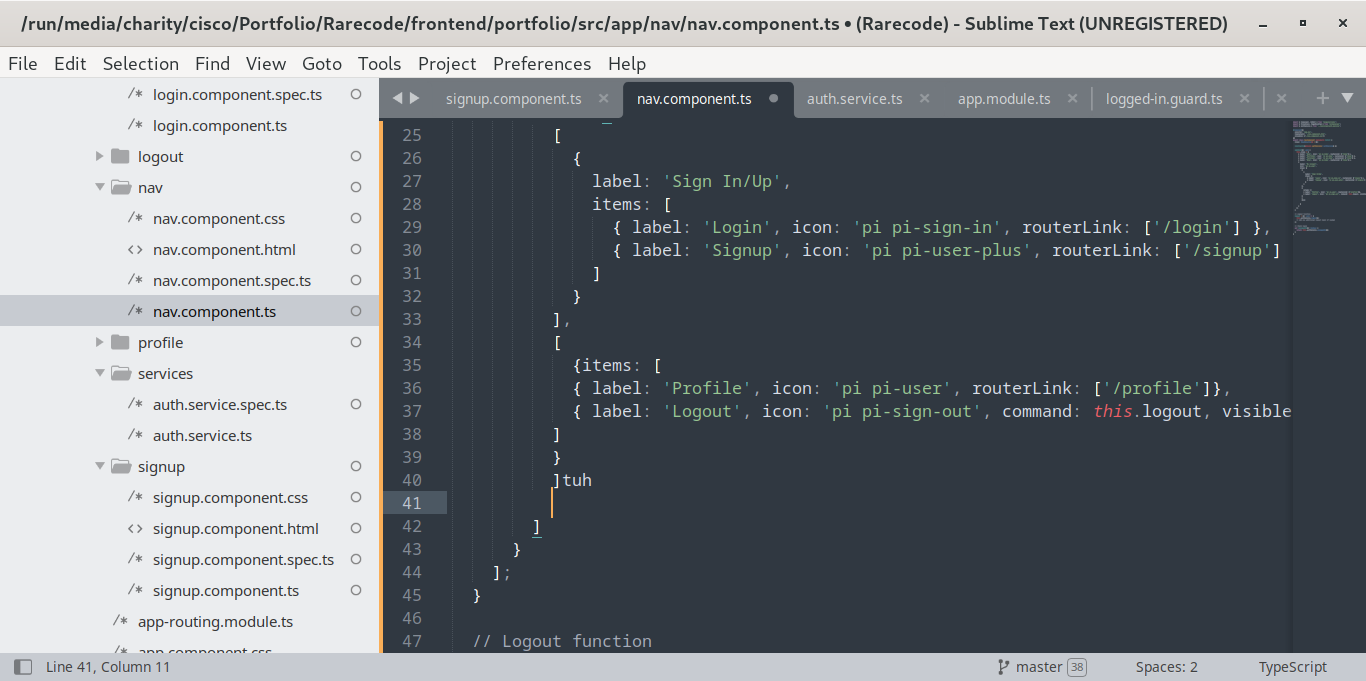 /run/media/charity/cisco/Portfolio/Rarecode/frontend/portfolio/src/app/nav/nav.component.ts • (Rarecode) - Sublime Text (UNREGISTERED)
File Edit Selection Find View Goto Tools Project Preferences Help
login.component.spec.ts
login.component.ts
logout
nav
nav.component.css
nav.component.html
nav.component.spec.ts
nav.component.ts
profile
services
auth.service.spec.ts
auth.service.ts
signup
signup.component.css
signup.component.html
signup.component.spec.ts
signup.component.ts
app-routing.module.ts
app.component.css
signup.component.ts nav.component.ts auth.service.ts app.module.ts logged-in.guard.ts
25 [
26 {
27 label: 'Sign In/Up',
28 items: [
29 { label: 'Login', icon: 'pi pi-sign-in', routerLink: ['/login'] },
30 { label: 'Signup', icon: 'pi pi-user-plus', routerLink: ['/signup']
31 ]
32 }
33 ],
34 [
35 {items: [
36 { label: 'Profile', icon: 'pi pi-user', routerLink: ['/profile']},
37 { label: 'Logout', icon: 'pi pi-sign-out', command: this.logout, visible
38 ]
39 }
40 ]tuh
41
42 ]
43 }
44 ];
45 }
46
47 // Logout function
Line 41, Column 11 master 38 Spaces: 2 TypeScript